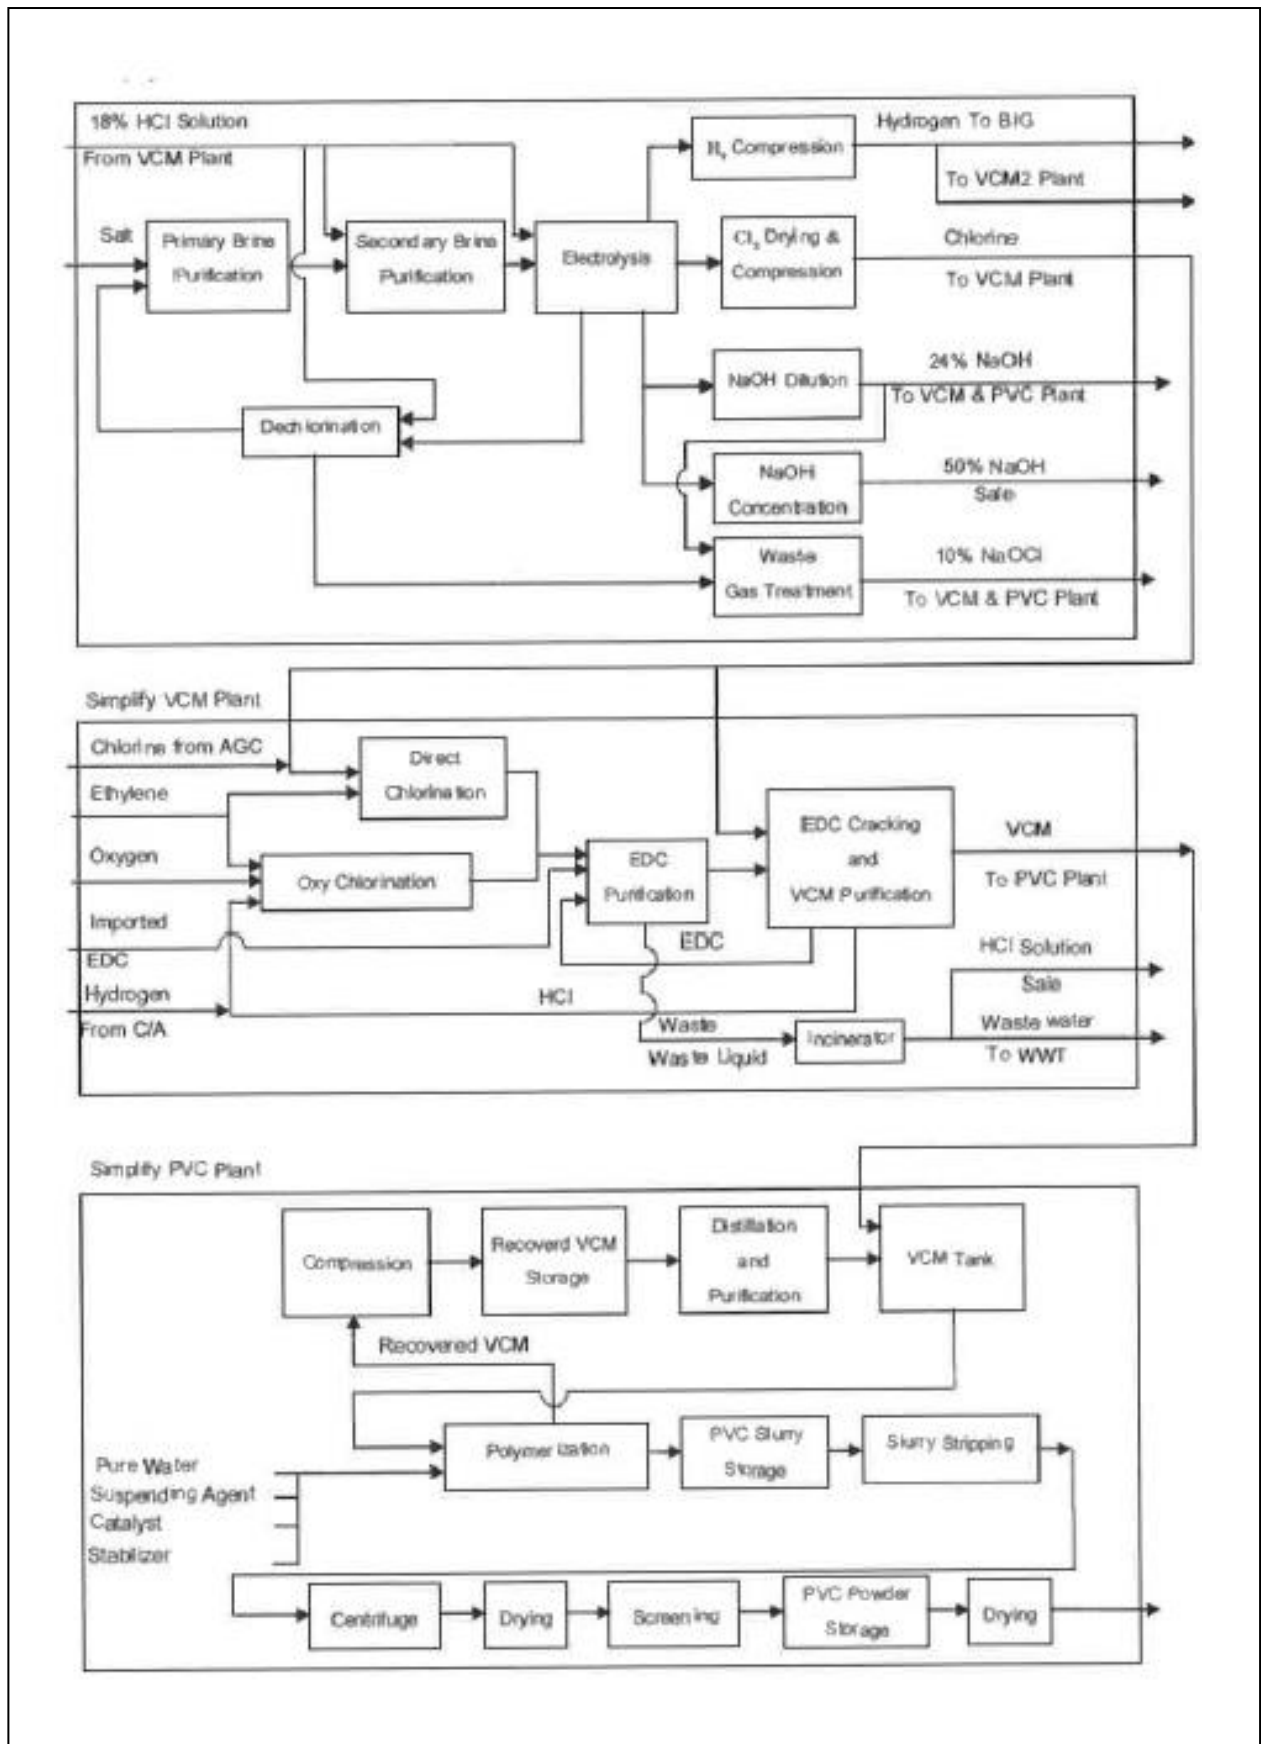 18% HCl Solution
From VCM Plant
H₂ Compression
Hydrogen To BIG
To VCM2 Plant
Salt
Primary Brine
Purification
Secondary Brine
Purification
Electrolysis
Cl₂ Drying &
Compression
Chlorine
To VCM Plant
NaOH Dilution
24% NaOH
To VCM & PVC Plant
Dechlorination
NaOH
Concentration
50% NaOH
Sale
Waste
Gas Treatment
10% NaOCl
To VCM & PVC Plant
Simplify VCM Plant
Chlorine from AGC
Ethylene
Oxygen
Imported
EDC
Hydrogen
From C/A
Direct
Chlorination
Oxy Chlorination
EDC
Purification
EDC Cracking
and
VCM Purification
VCM
To PVC Plant
EDC
HCl
HCl Solution
Sale
Waste
Waste Liquid
Incinerator
Waste water
To WWT
Simplify PVC Plant
Compression
Recoverd VCM
Storage
Distillation
and
Purification
VCM Tank
Recovered VCM
Polymerization
PVC Slurry
Storage
Slurry Stripping
Pure Water
Suspending Agent
Catalyst
Stabilizer
Centrifuge
Drying
Screening
PVC Powder
Storage
Drying